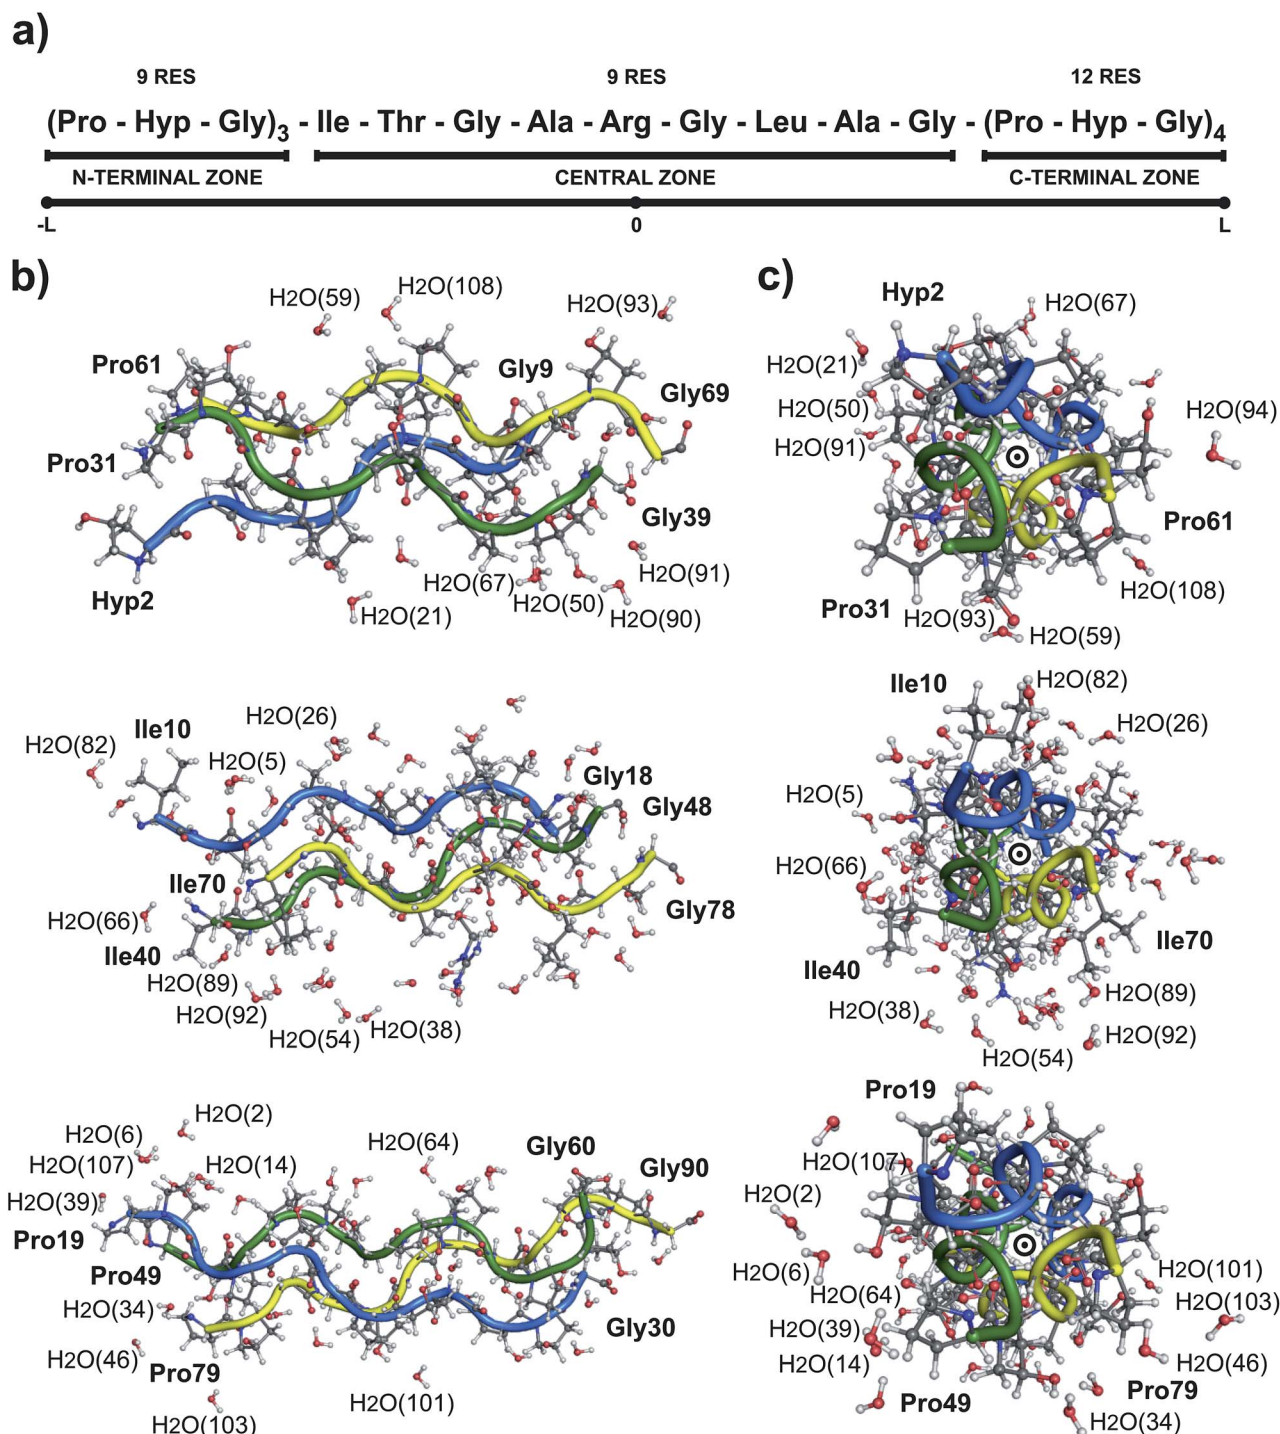 a)
9 RES 9 RES 12 RES
(Pro - Hyp - Gly)3 - Ile - Thr - Gly - Ala - Arg - Gly - Leu - Ala - Gly - (Pro - Hyp - Gly)4
N-TERMINAL ZONE CENTRAL ZONE C-TERMINAL ZONE
-L 0 L
b)
H2O(59)
H2O(108)
H2O(93)
Pro61
Gly9
Gly69
Pro31
Gly39
Hyp2
H2O(67)
H2O(91)
H2O(21)
H2O(50)
H2O(90)
Ile10
H2O(26)
H2O(82)
H2O(5)
Gly18
Gly48
Ile70
H2O(66)
Gly78
Ile40
H2O(89)
H2O(92)
H2O(54)
H2O(38)
H2O(2)
H2O(6)
H2O(107)
H2O(14)
H2O(64)
Gly60
Gly90
H2O(39)
Pro19
Pro49
H2O(34)
Gly30
H2O(46)
Pro79
H2O(101)
H2O(103)
c)
Hyp2
H2O(67)
H2O(21)
H2O(50)
H2O(94)
H2O(91)
Pro61
Pro31
H2O(93)
H2O(108)
H2O(59)
Ile10
H2O(82)
H2O(26)
H2O(5)
H2O(66)
Ile70
Ile40
H2O(89)
H2O(38)
H2O(92)
H2O(54)
Pro19
H2O(107)
H2O(2)
H2O(6)
H2O(101)
H2O(64)
H2O(103)
H2O(39)
H2O(14)
H2O(46)
Pro49
Pro79
H2O(34)